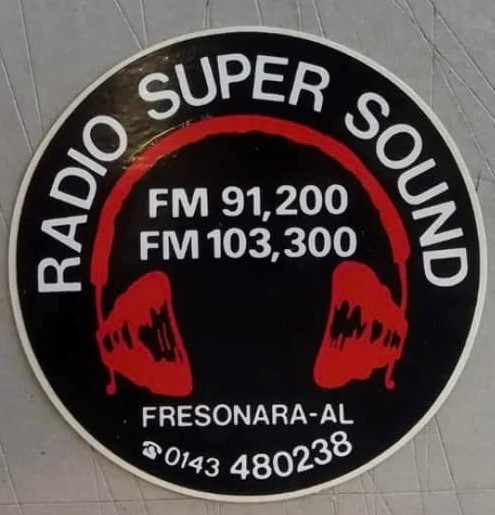 RADIO SUPER SOUND
FM 91,200
FM 103,300
FRESONARA-AL
☎0143 480238